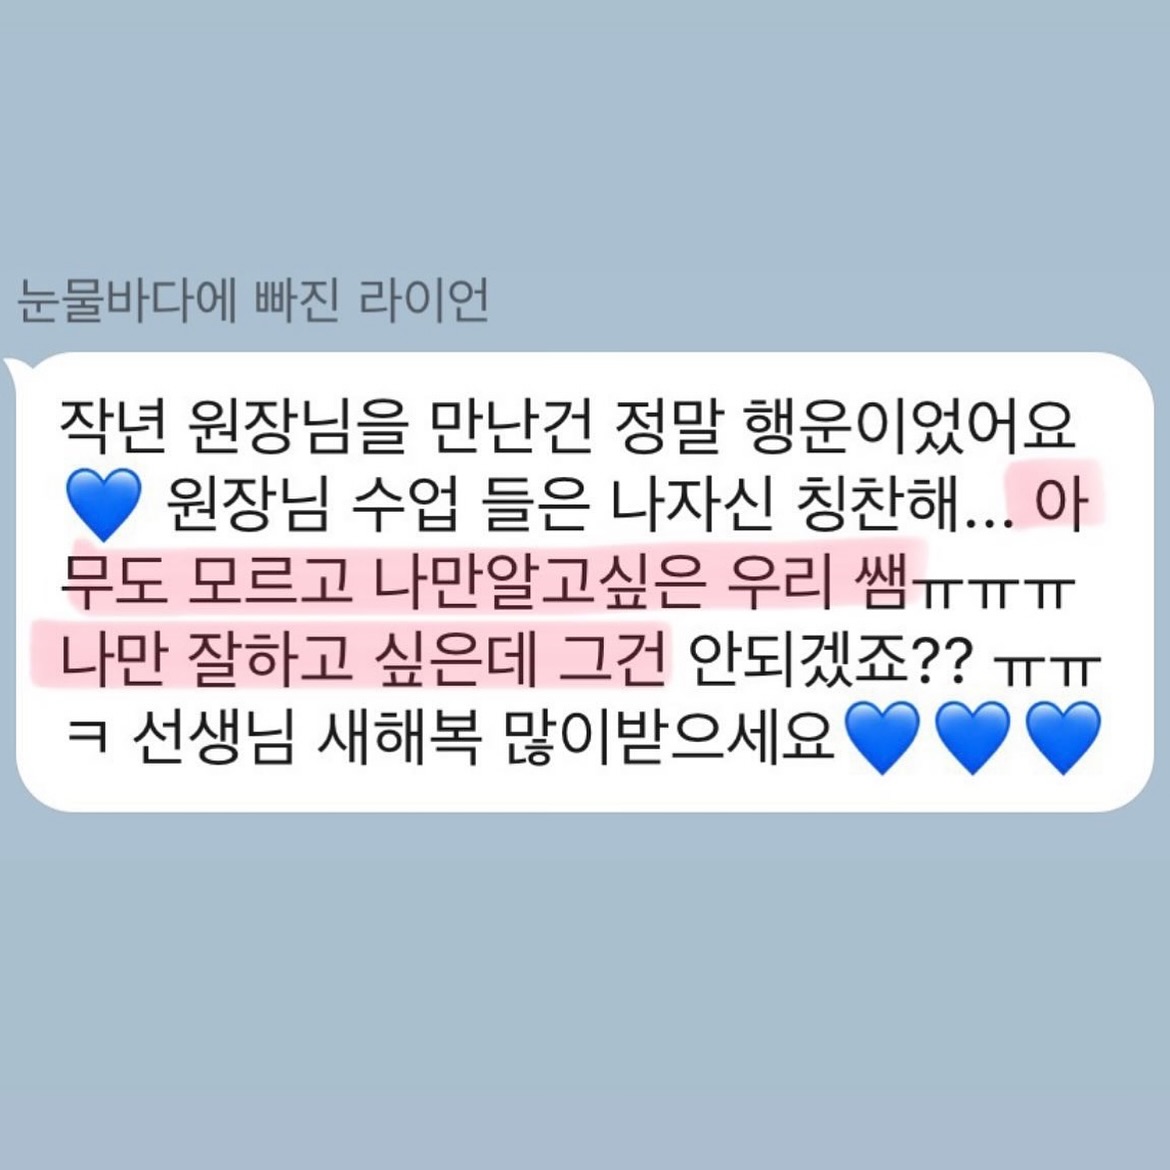 눈물바다에 빠진 라이언
작년 원장님을 만난건 정말 행운이었어요
💙 원장님 수업 들은 나자신 칭찬해... 아
무도 모르고 나만알고싶은 우리 쌤ㅠㅠㅠ
나만 잘하고 싶은데 그건 안되겠죠?? ㅠㅠ
ㅋ 선생님 새해복 많이받으세요💙💙💙